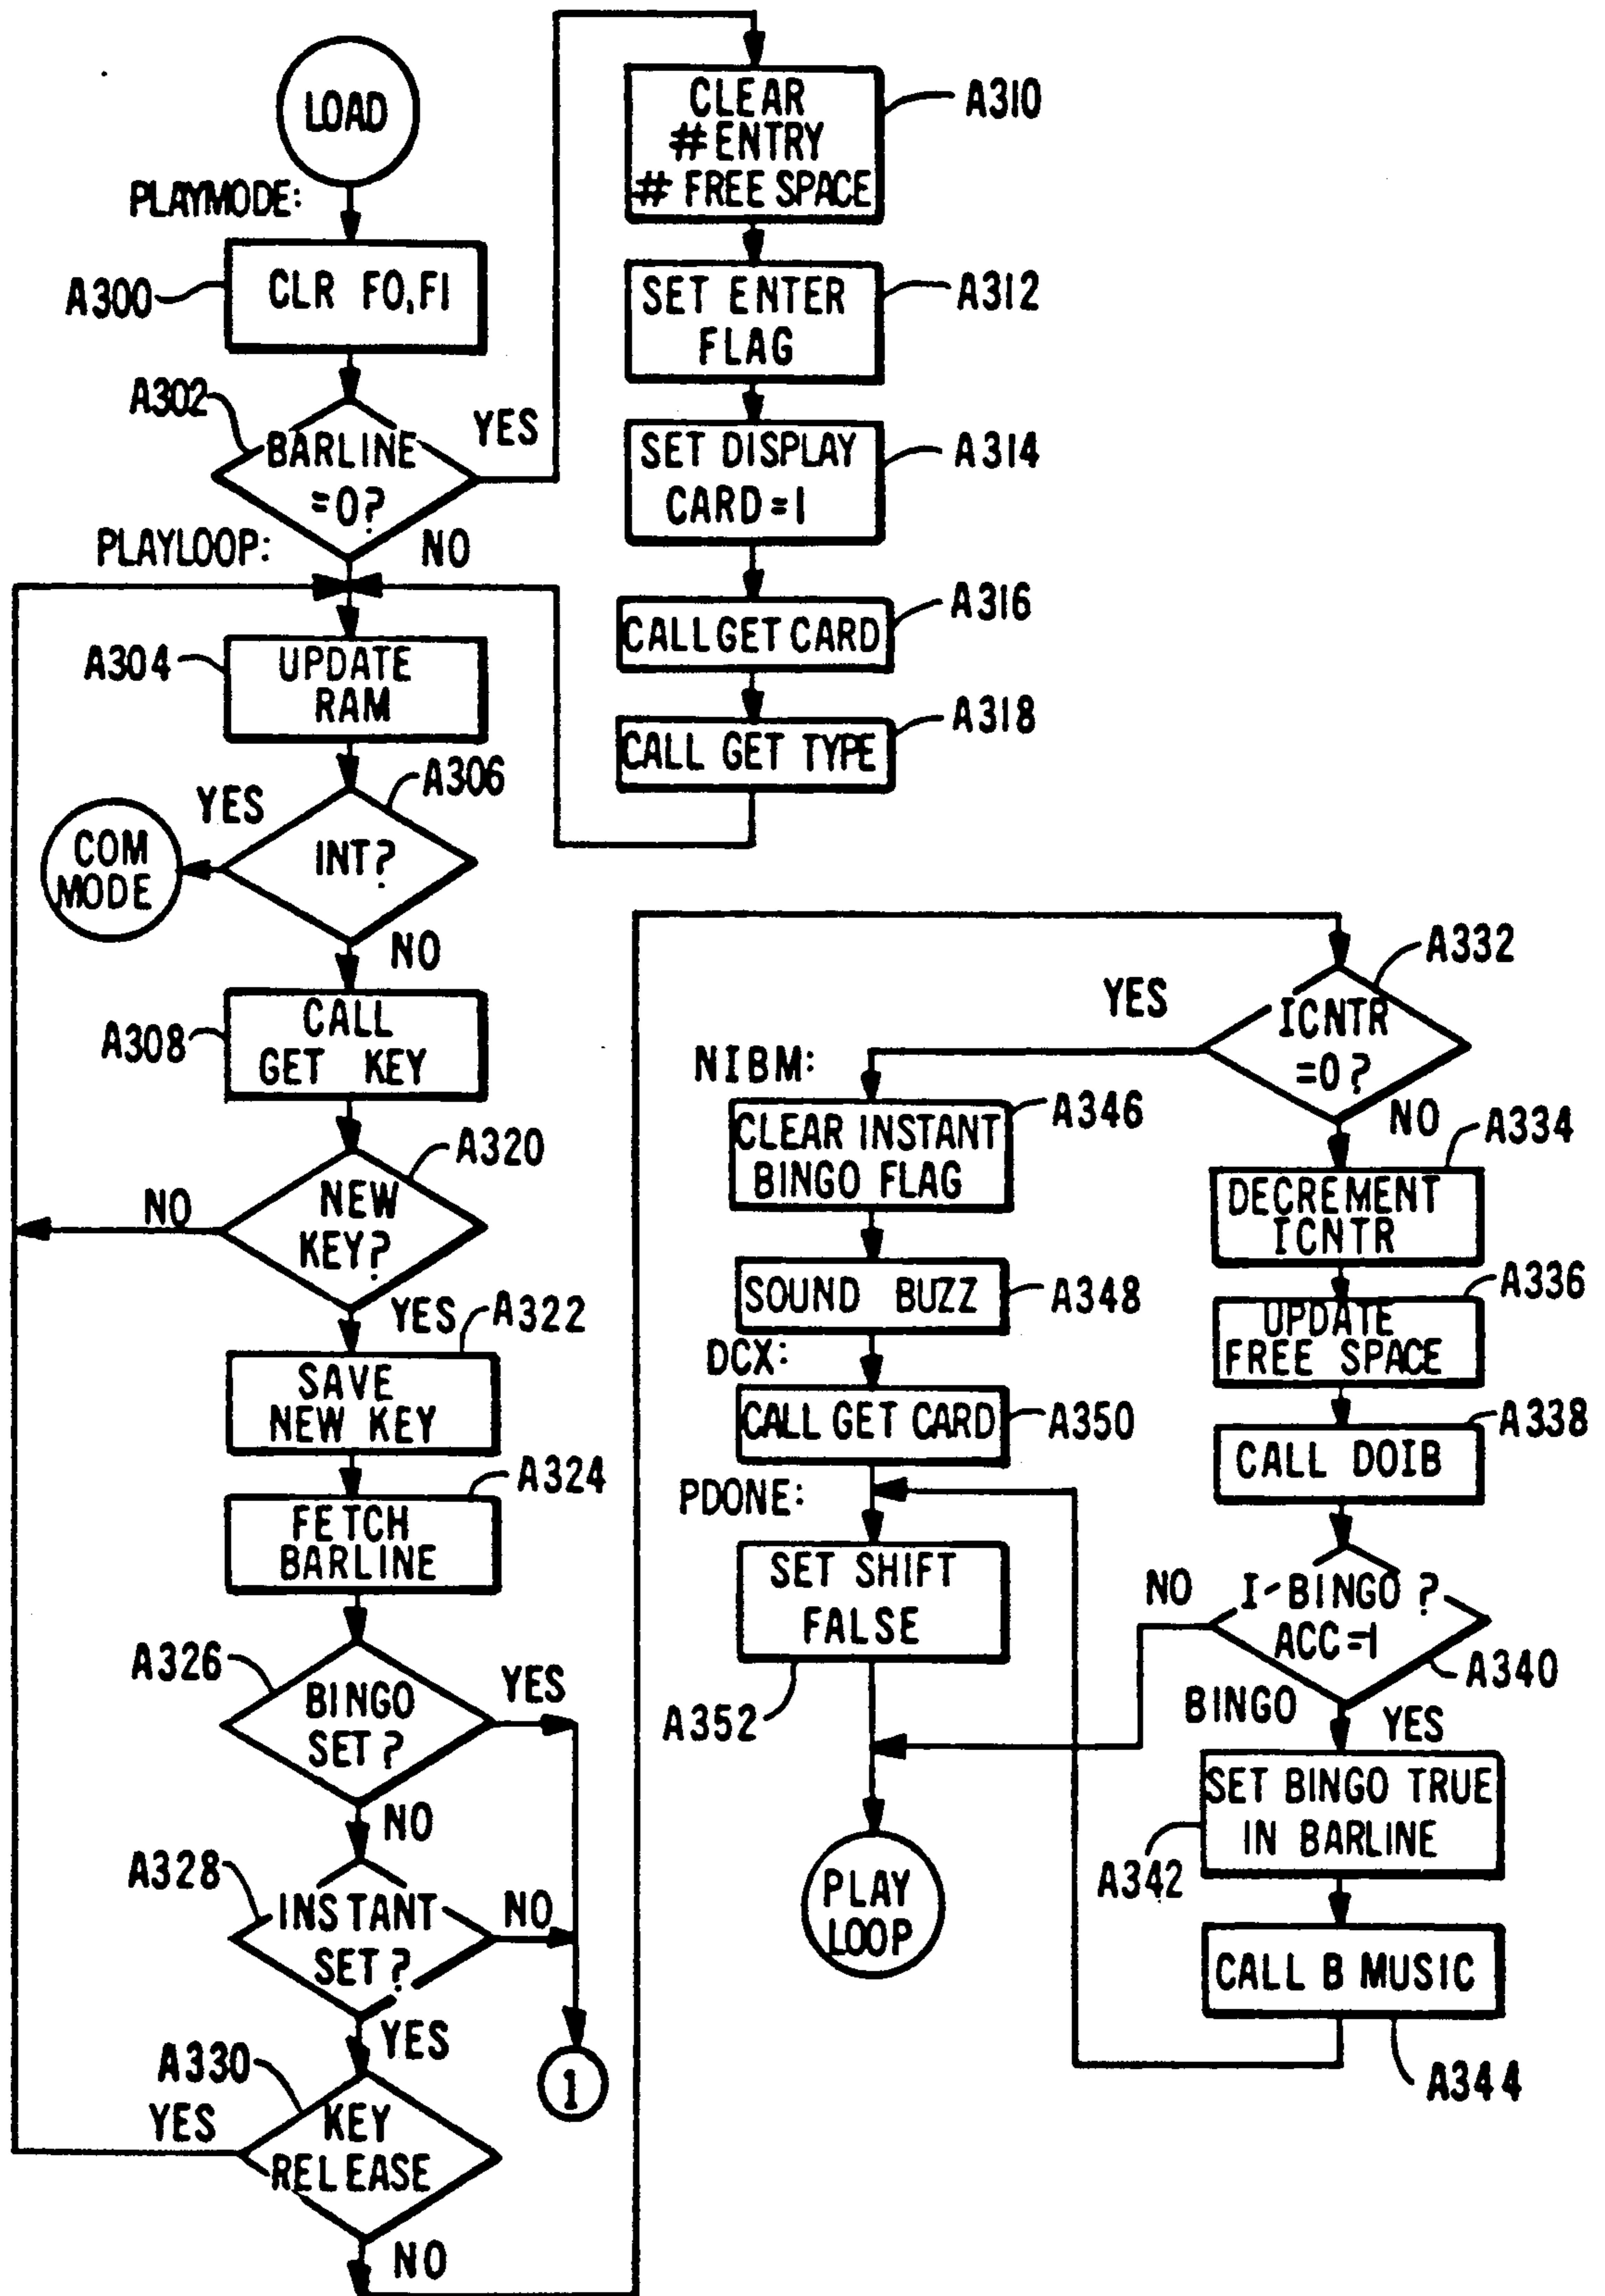 LOAD
PLAYMODE:
A300
CLR F0,F1
A302
BARLINE
=0?
YES
NO
PLAYLOOP:
A304
UPDATE
RAM
A306
INT?
YES
COM
MODE
NO
A308
CALL
GET KEY
A320
NEW
KEY?
NO
YES
A322
SAVE
NEW KEY
A324
FETCH
BARLINE
A326
BINGO
SET?
YES
NO
A328
INSTANT
SET?
NO
YES
1
A330
KEY
RELEASE
YES
NO
CLEAR
# ENTRY
# FREE SPACE
A310
SET ENTER
FLAG
A312
SET DISPLAY
CARD=1
A314
CALL GET CARD
A316
CALL GET TYPE
A318
A332
ICNTR
=0?
YES
NO
A334
DECREMENT
ICNTR
A336
UPDATE
FREE SPACE
A338
CALL DOIB
I-BINGO?
ACC=1
A340
NO
BINGO
YES
SET BINGO TRUE
IN BARLINE
A342
CALL B MUSIC
A344
NIBM:
CLEAR INSTANT
BINGO FLAG
A346
SOUND BUZZ
A348
DCX:
CALL GET CARD
A350
PDONE:
SET SHIFT
FALSE
A352
PLAY
LOOP